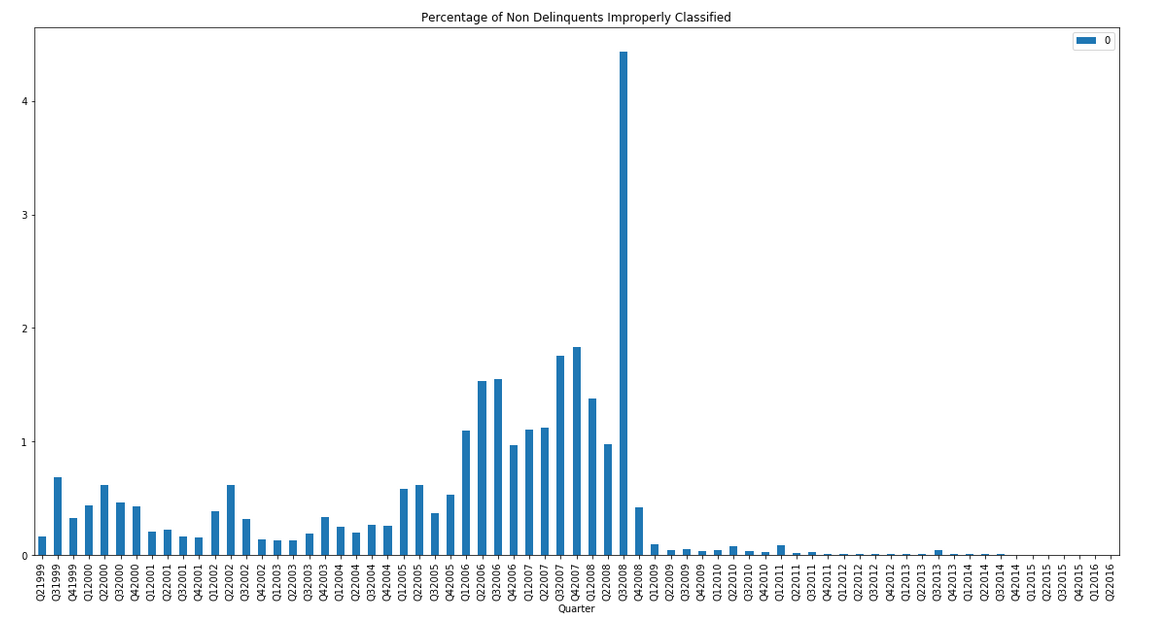 Percentage of Non Delinquents Improperly Classified
0
4
3
2
1
0
Q21999
Q31999
Q41999
Q12000
Q22000
Q32000
Q42000
Q12001
Q22001
Q32001
Q42001
Q12002
Q22002
Q32002
Q42002
Q12003
Q22003
Q32003
Q42003
Q12004
Q22004
Q32004
Q42004
Q12005
Q22005
Q32005
Q42005
Q12006
Q22006
Q32006
Q42006
Q12007
Q22007
Q32007
Q42007
Q12008
Q22008
Q32008
Q42008
Q12009
Q22009
Q32009
Q42009
Q12010
Q22010
Q32010
Q42010
Q12011
Q22011
Q32011
Q42011
Q12012
Q22012
Q32012
Q42012
Q12013
Q22013
Q32013
Q42013
Q12014
Q22014
Q32014
Q42014
Q12015
Q22015
Q32015
Q42015
Q12016
Q22016
Quarter